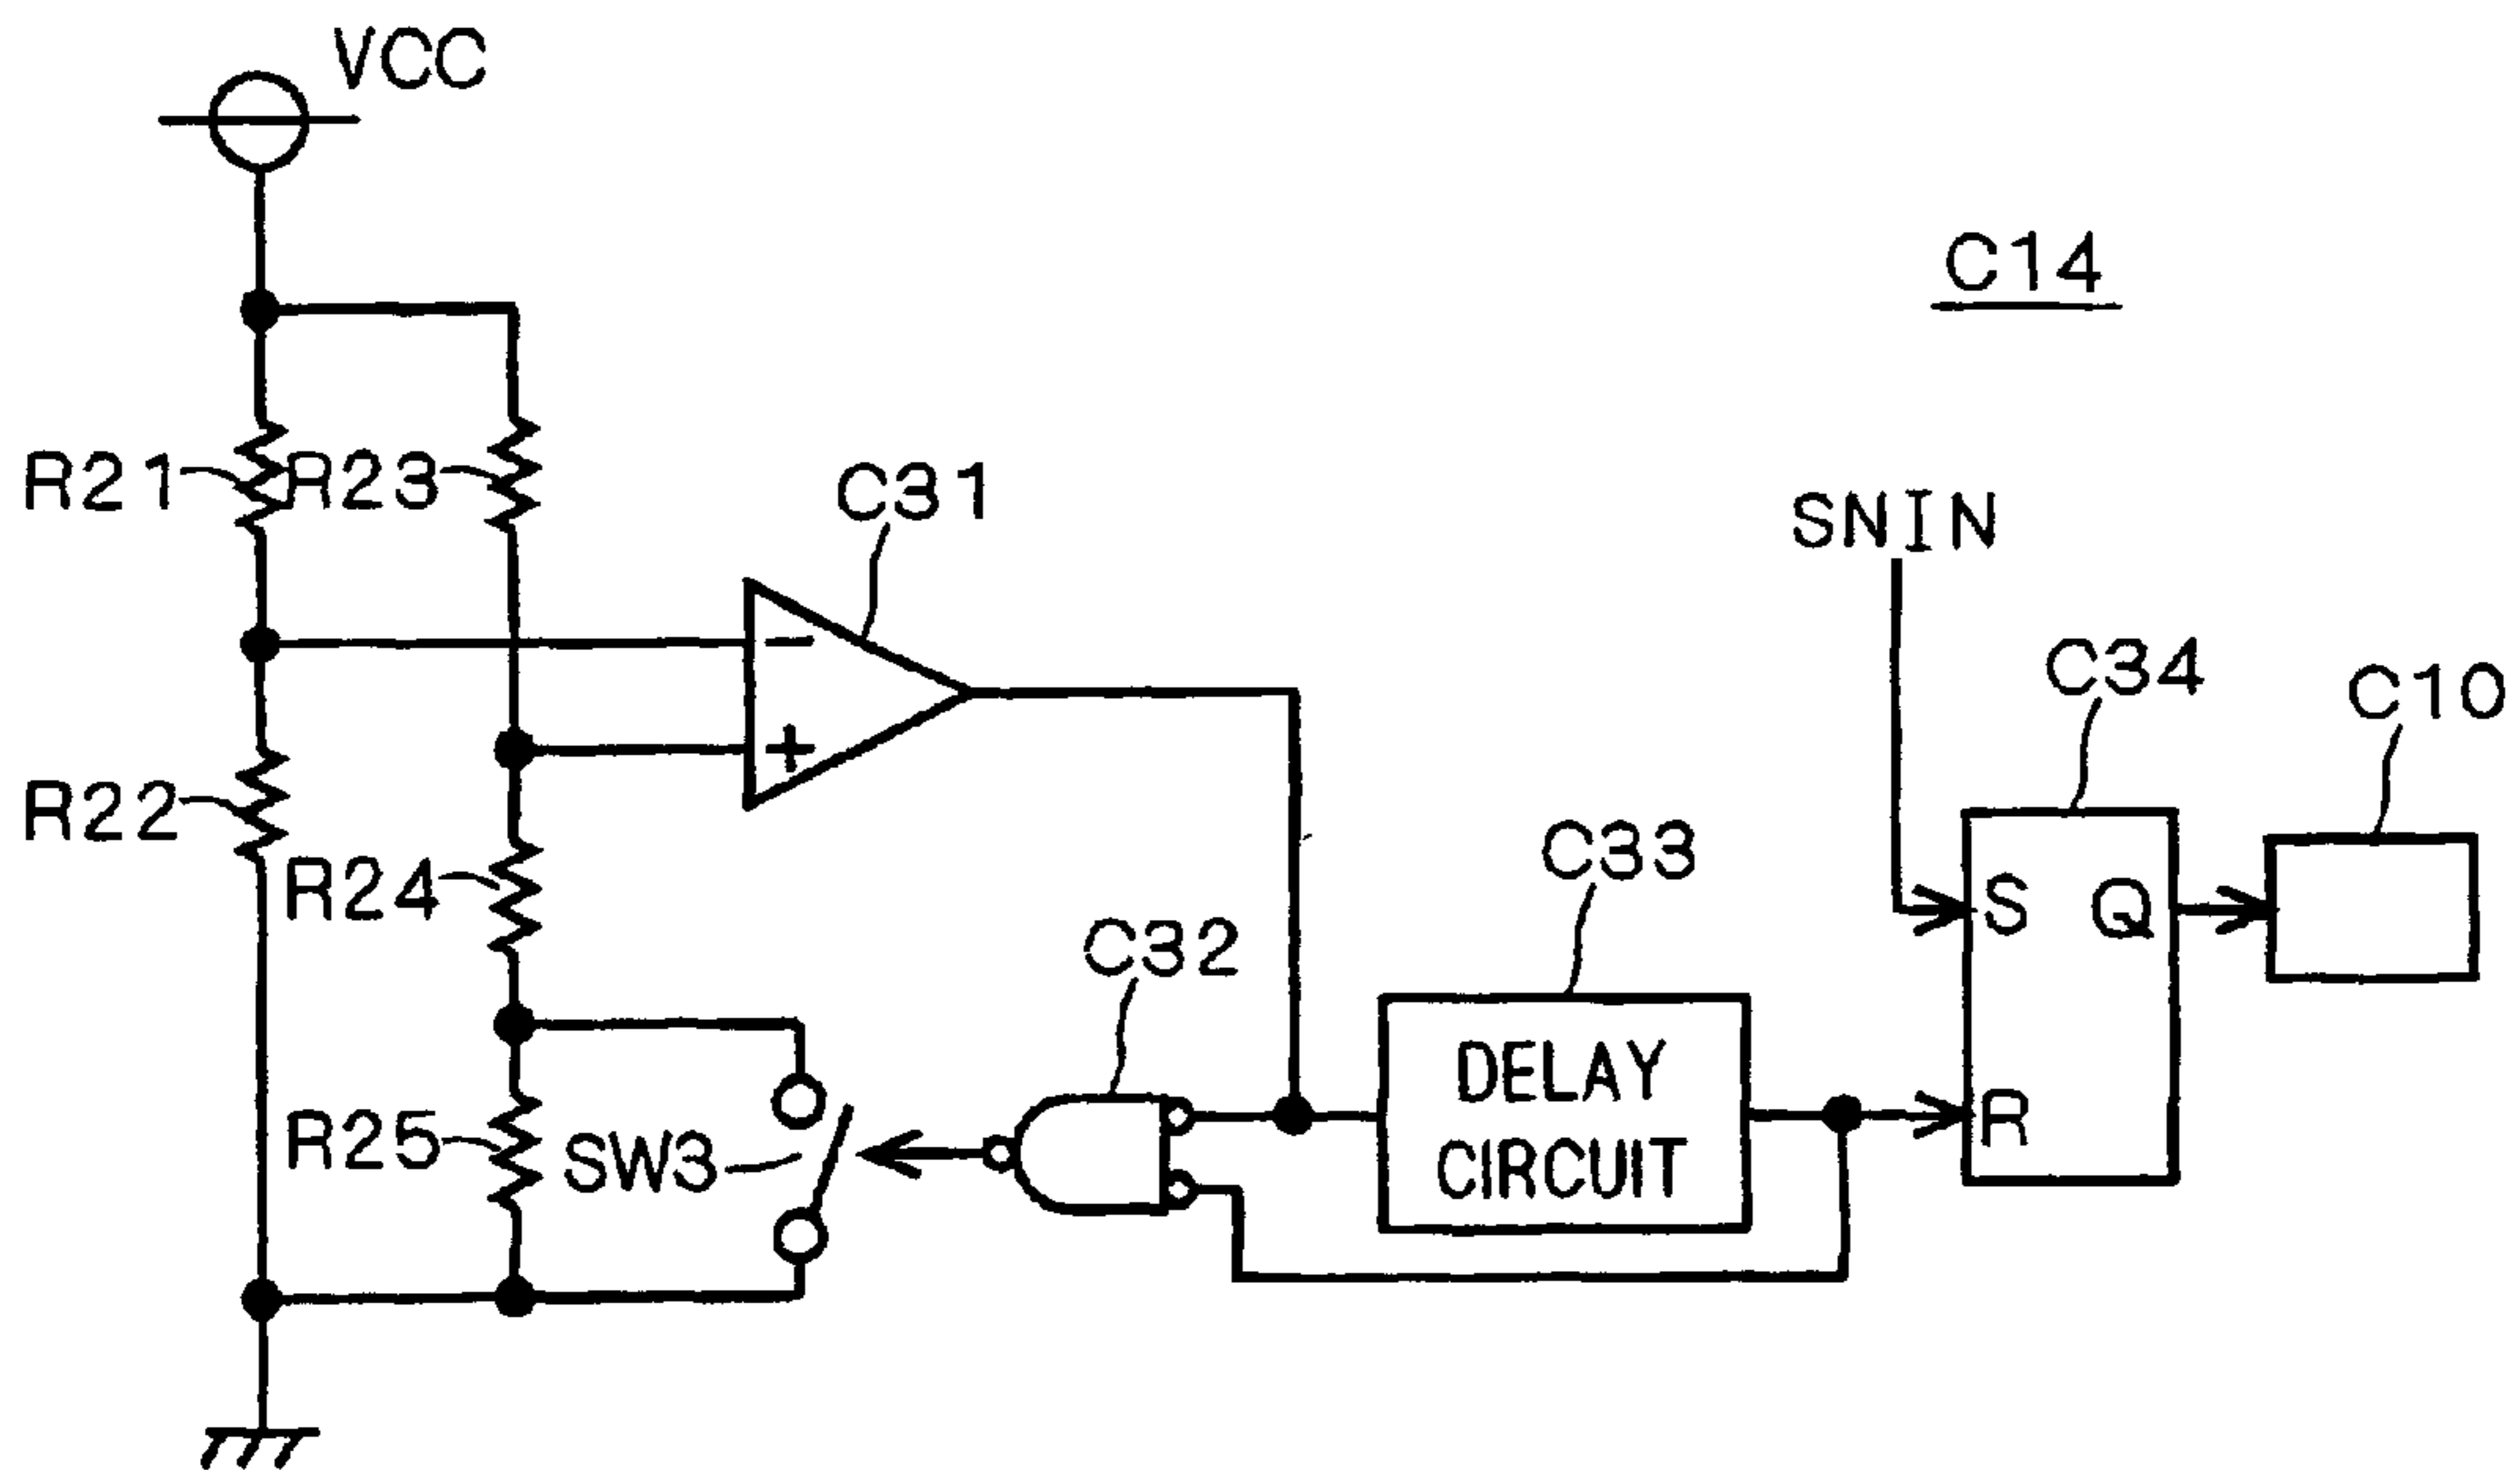 VCC
C14
R21
R23
C31
SNIN
-
+
C34
C10
R22
R24
C33
S
Q
C32
DELAY
CIRCUIT
R25
SW3
R